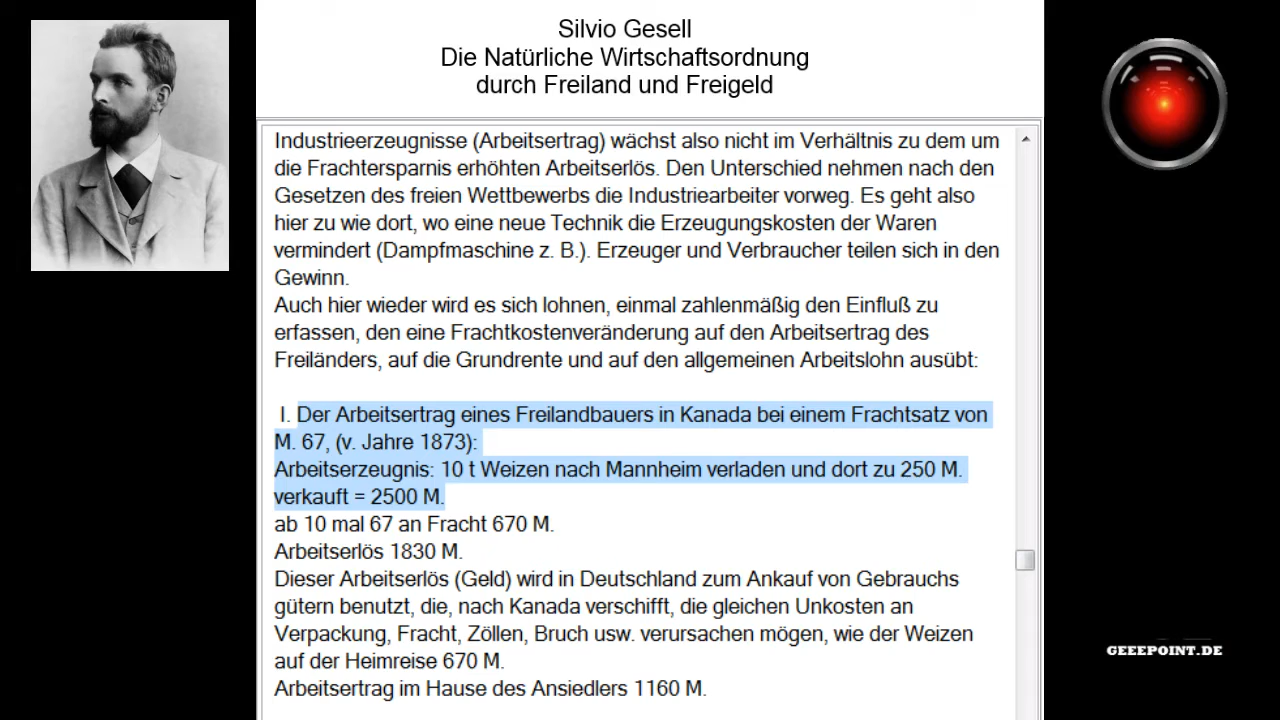 Silvio Gesell
Die Natürliche Wirtschaftsordnung
durch Freiland und Freigeld
Industrieerzeugnisse (Arbeitsertrag) wächst also nicht im Verhältnis zu dem um
die Frachtersparnis erhöhten Arbeitserlös. Den Unterschied nehmen nach den
Gesetzen des freien Wettbewerbs die Industriearbeiter vorweg. Es geht also
hier zu wie dort, wo eine neue Technik die Erzeugungskosten der Waren
vermindert (Dampfmaschine z. B.). Erzeuger und Verbraucher teilen sich in den
Gewinn.
Auch hier wieder wird es sich lohnen, einmal zahlenmäßig den Einfluß zu
erfassen, den eine Frachtkostenveränderung auf den Arbeitsertrag des
Freiländers, auf die Grundrente und auf den allgemeinen Arbeitslohn ausübt:
I. Der Arbeitsertrag eines Freilandbauers in Kanada bei einem Frachtsatz von
M. 67, (v. Jahre 1873):
Arbeitserzeugnis: 10 t Weizen nach Mannheim verladen und dort zu 250 M.
verkauft = 2500 M.
ab 10 mal 67 an Fracht 670 M.
Arbeitserlös 1830 M.
Dieser Arbeitserlös (Geld) wird in Deutschland zum Ankauf von Gebrauchs
gütern benutzt, die, nach Kanada verschifft, die gleichen Unkosten an
Verpackung, Fracht, Zöllen, Bruch usw. verursachen mögen, wie der Weizen
auf der Heimreise 670 M.
Arbeitsertrag im Hause des Ansiedlers 1160 M.
GEEEPOINT.DE